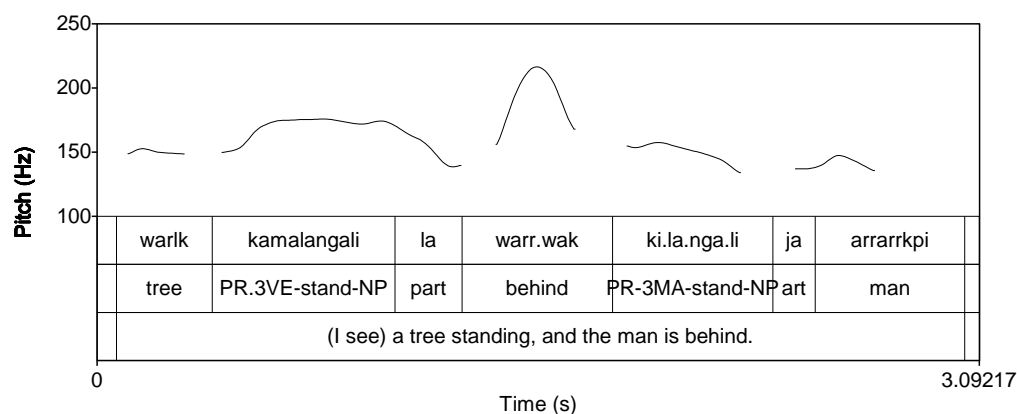 250
200
150
100
Pitch (Hz)
warlk kamalangali la warr.wak ki.la.nga.li ja arrarrkpi
tree PR.3VE-stand-NP part behind PR-3MA-stand-NP art man
(I see) a tree standing, and the man is behind.
0 3.09217
Time (s)